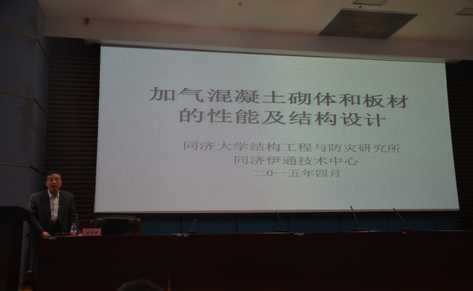 加气混凝土砌体和板材
的性能及结构设计
同济大学结构工程与防灾研究所
同济伊通技术中心
二〇一五年四月